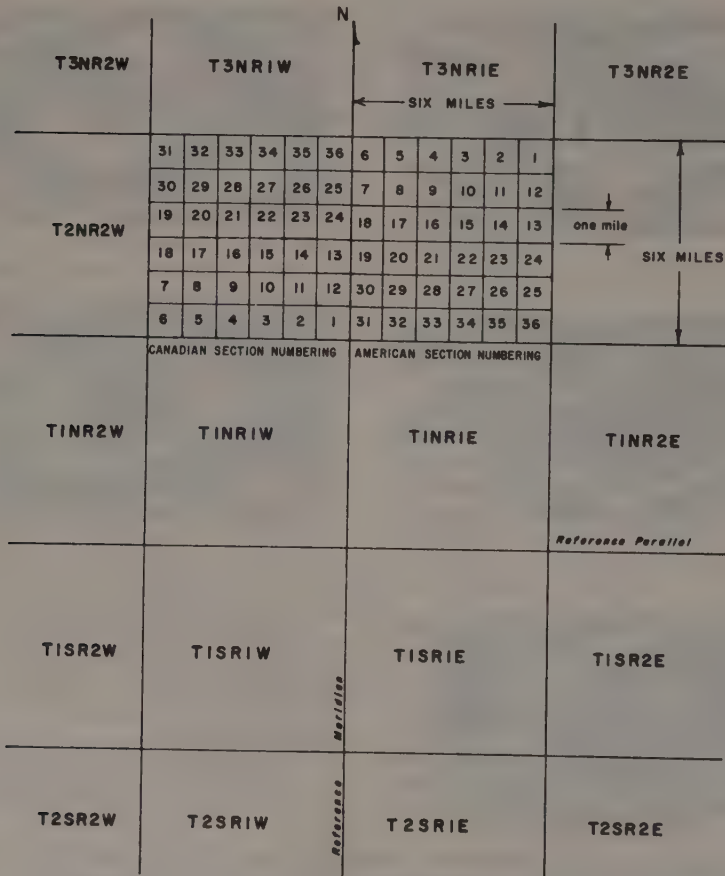 N
T3NR2W T3NR1W T3NR1E T3NR2E
SIX MILES
31 32 33 34 35 36 6 5 4 3 2 1
30 29 28 27 26 25 7 8 9 10 11 12
19 20 21 22 23 24 18 17 16 15 14 13 one mile
T2NR2W
18 17 16 15 14 13 19 20 21 22 23 24 SIX MILES
7 8 9 10 11 12 30 29 28 27 26 25
6 5 4 3 2 1 31 32 33 34 35 36
CANADIAN SECTION NUMBERING AMERICAN SECTION NUMBERING
T1NR2W T1NR1W T1NR1E T1NR2E
Reference Parallel
T1SR2W T1SR1W T1SR1E T1SR2E
Reference Meridian
T2SR2W T2SR1W T2SR1E T2SR2E